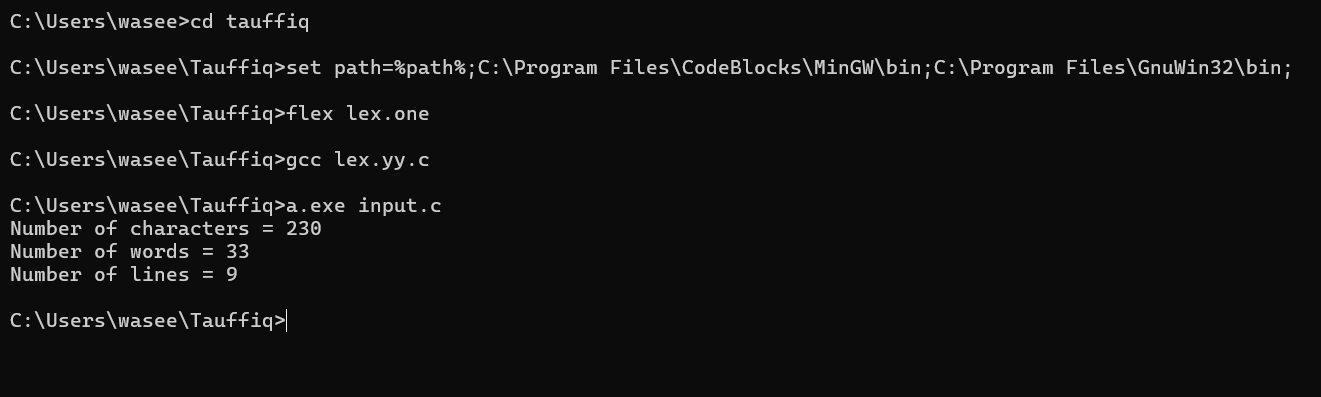 C:\Users\wasee>cd tauffiq
C:\Users\wasee\Tauffiq>set path=%path%;C:\Program Files\CodeBlocks\MinGW\bin;C:\Program Files\GnuWin32\bin;
C:\Users\wasee\Tauffiq>flex lex.one
C:\Users\wasee\Tauffiq>gcc lex.yy.c
C:\Users\wasee\Tauffiq>a.exe input.c
Number of characters = 230
Number of words = 33
Number of lines = 9
C:\Users\wasee\Tauffiq>